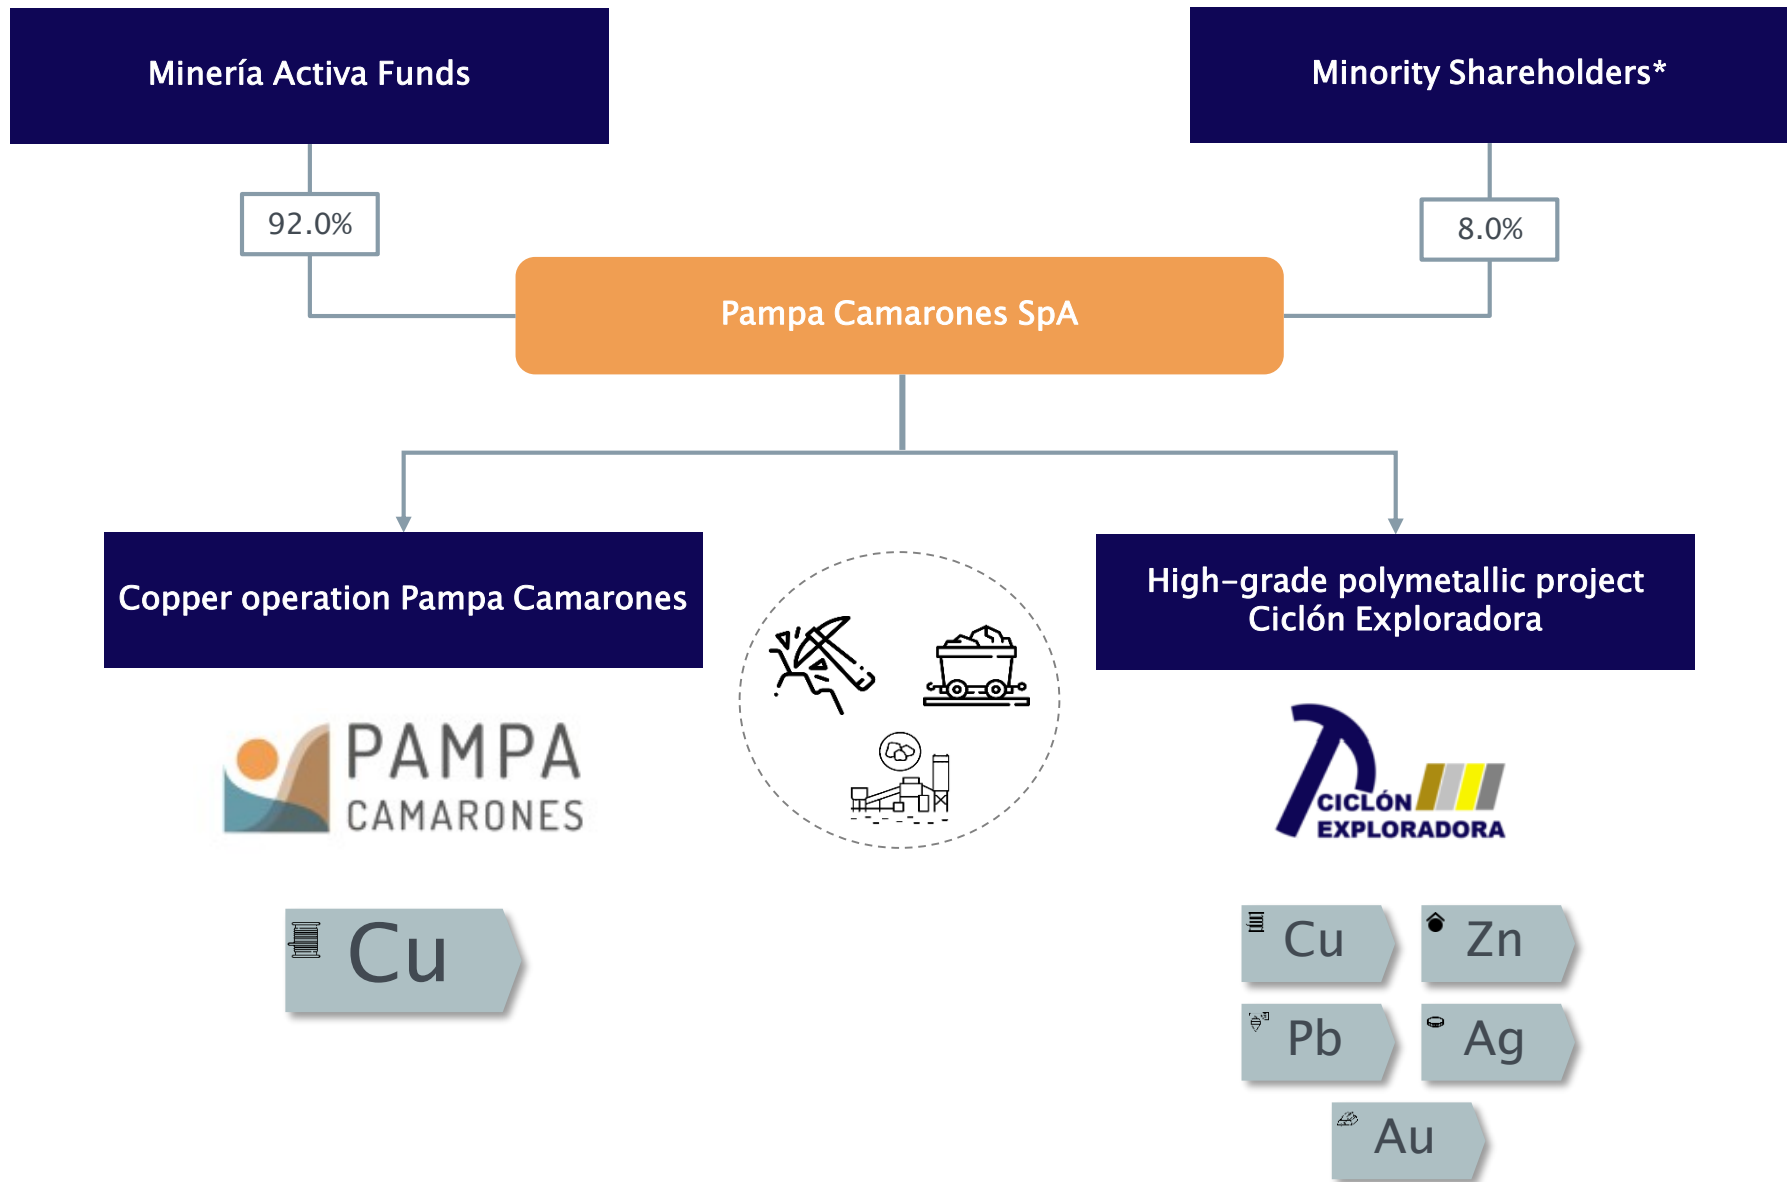 Minería Activa Funds
Minority Shareholders*
92.0%
8.0%
Pampa Camarones SpA
Copper operation Pampa Camarones
High-grade polymetallic project
Ciclón Exploradora
PAMPA
CAMARONES
CICLÓN
EXPLORADORA
Cu
Cu
Zn
Pb
Ag
Au